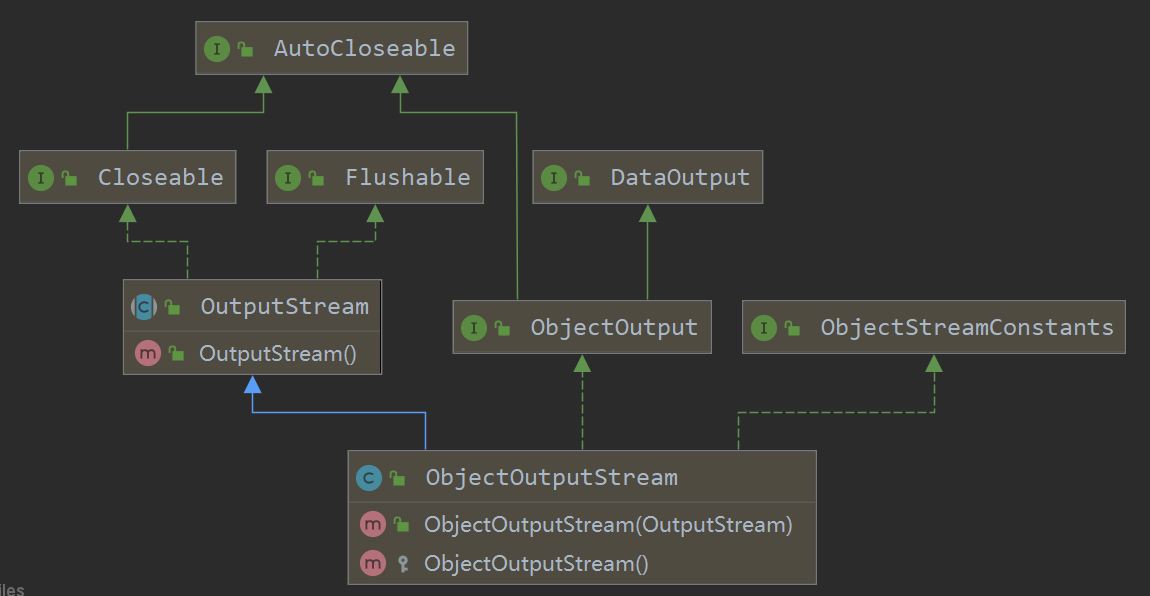 I AutoCloseable
I Closeable
I Flushable
I DataOutput
C OutputStream
m OutputStream()
I ObjectOutput
I ObjectStreamConstants
C ObjectOutputStream
m ObjectOutputStream(OutputStream)
m ObjectOutputStream()
iles